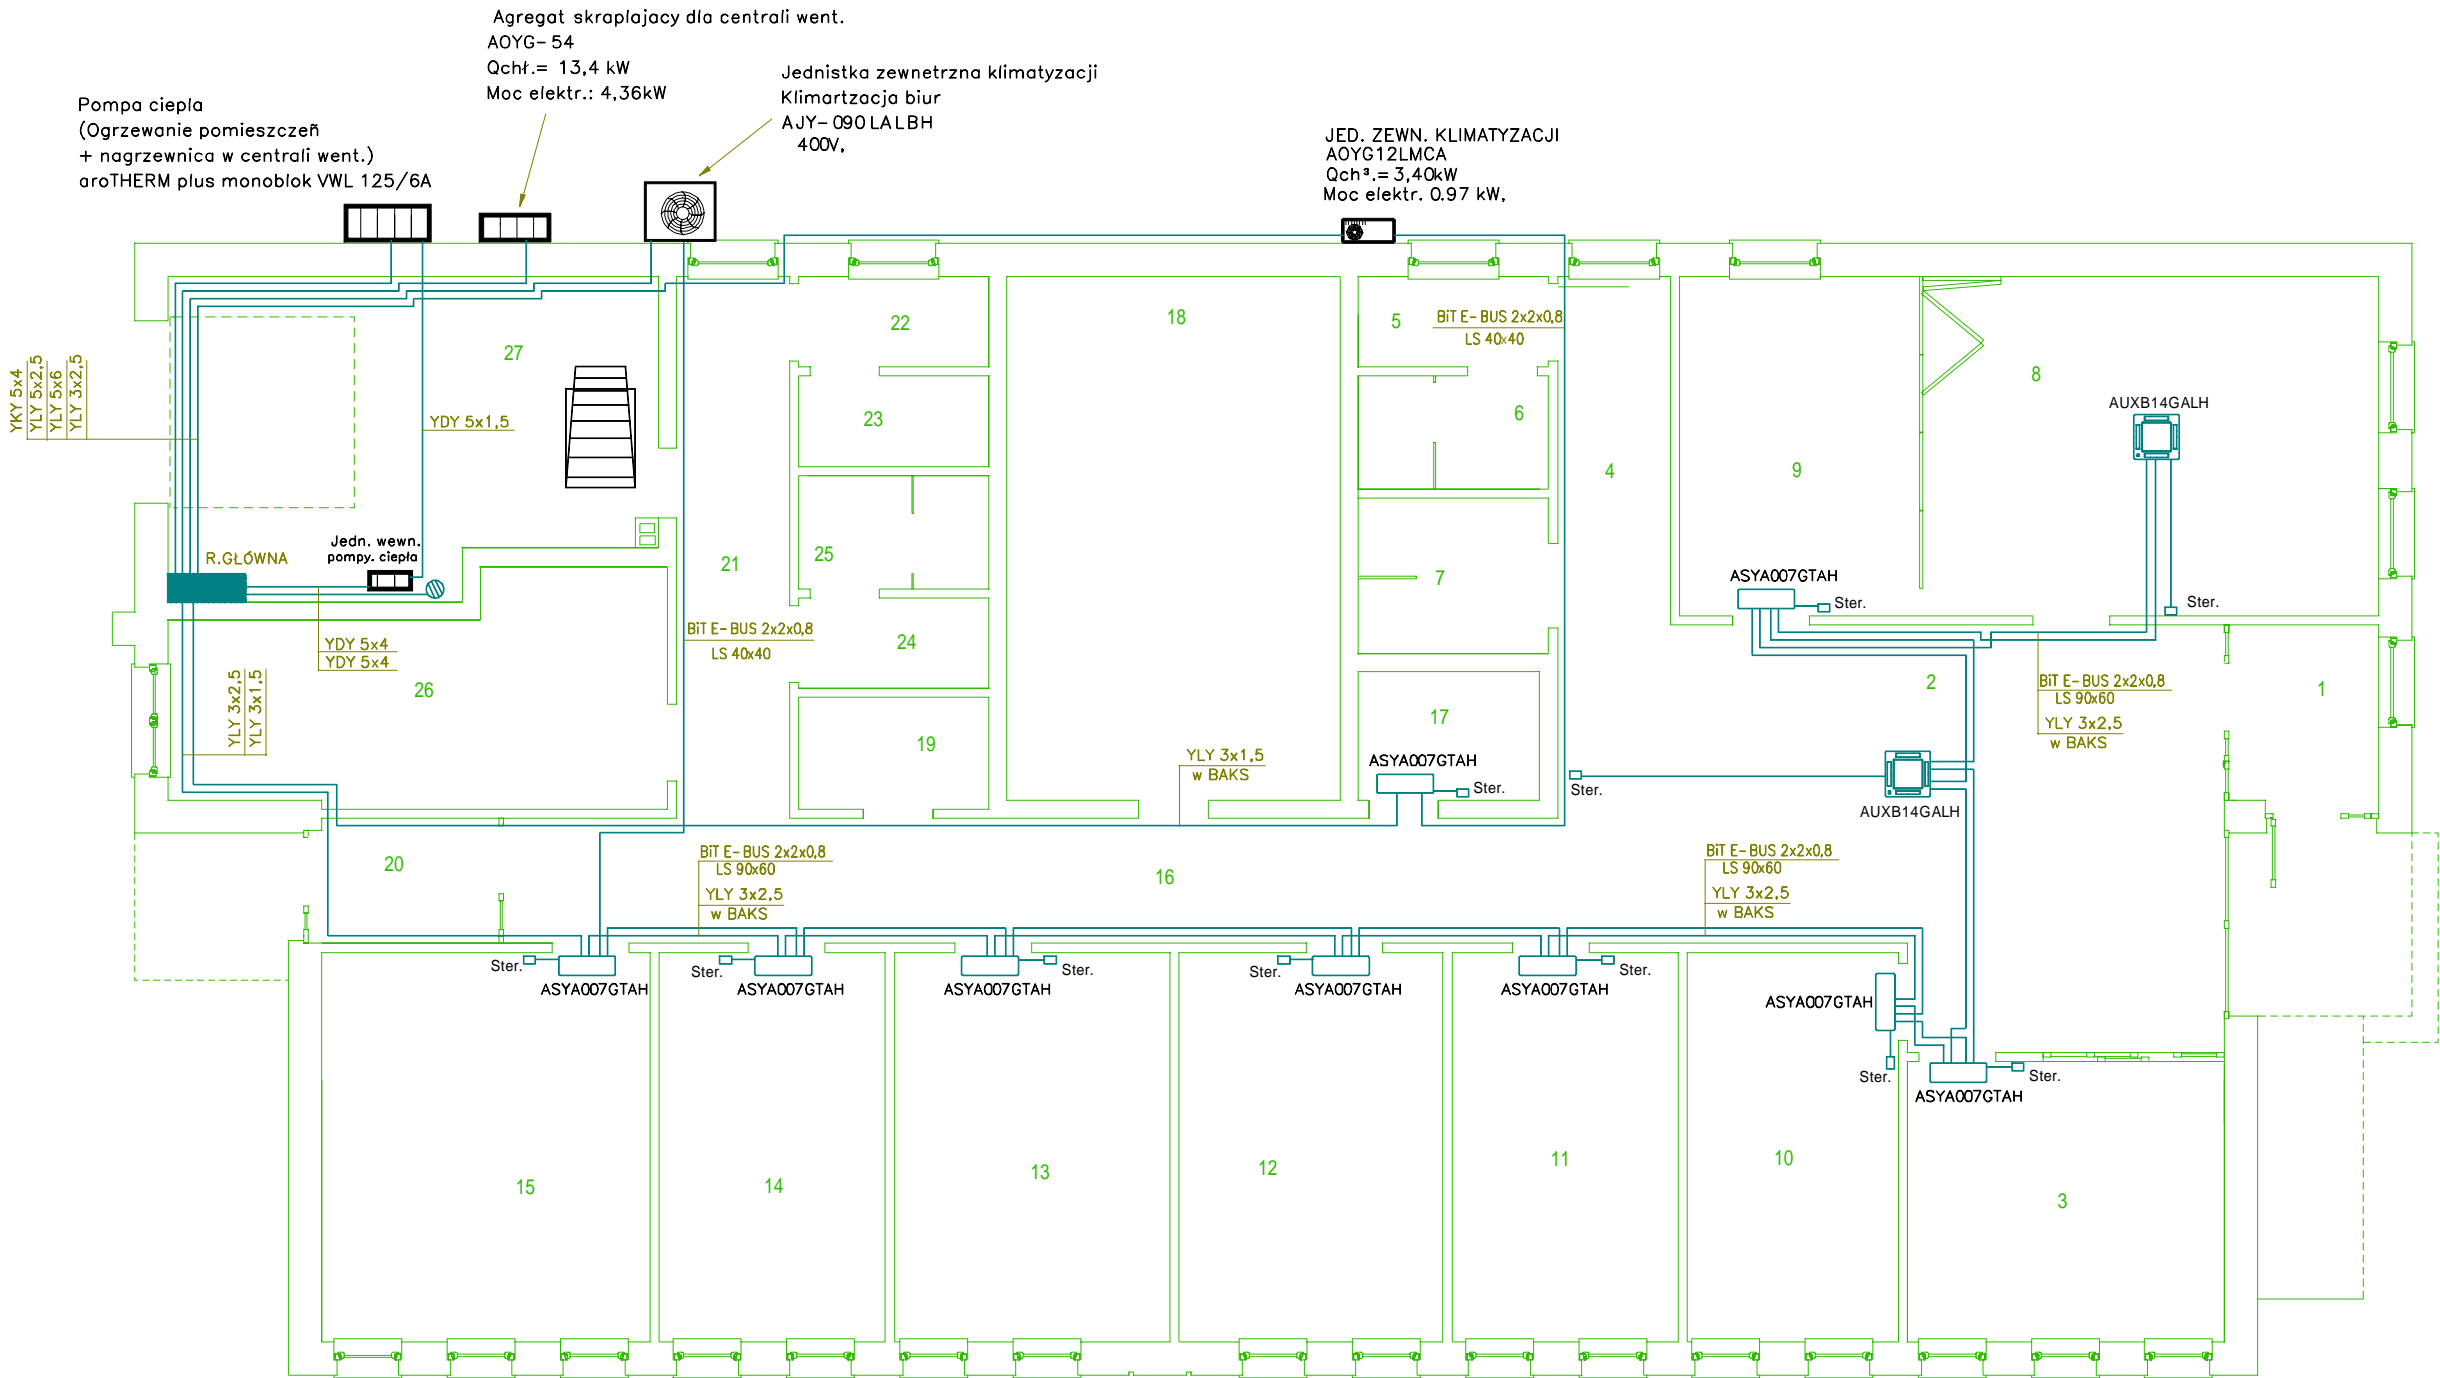 Agregat skraplajacy dla centrali went.
AOYG-54
Qchł.= 13,4 kW
Moc elektr.: 4,36kW
Jednistka zewnetrzna klimatyzacji
Klimartzacja biur
AJY-090LALBH
400V,
Pompa ciepla
(Ogrzewanie pomieszczeñ
+ nagrzewnica w centrali went.)
aroTHERM plus monoblok VWL 125/6A
JED. ZEWN. KLIMATYZACJI
AOYG12LMCA
Qch³.= 3,40kW
Moc elektr. 0.97 kW,
22
18
5
BiT E-BUS 2x2x0,8
LS 40x40
27
8
YKY 5x4
YLY 5x2,5
YLY 5x6
YLY 3x2,5
YDY 5x1,5
23
6
AUXB14GALH
4
9
R.GŁÓWNA
Jedn. wewn.
pompy. ciepła
21
25
7
ASYA007GTAH
Ster.
Ster.
BiT E-BUS 2x2x0,8
LS 40x40
24
YDY 5x4
YDY 5x4
26
YLY 3x2,5
YLY 3x1,5
2
BiT E-BUS 2x2x0,8
LS 90x60
YLY 3x2,5
w BAKS
1
17
19
YLY 3x1,5
w BAKS
ASYA007GTAH
Ster.
Ster.
AUXB14GALH
20
BiT E-BUS 2x2x0,8
LS 90x60
YLY 3x2,5
w BAKS
16
BiT E-BUS 2x2x0,8
LS 90x60
YLY 3x2,5
w BAKS
Ster.
ASYA007GTAH
Ster.
ASYA007GTAH
Ster.
ASYA007GTAH
Ster.
ASYA007GTAH
Ster.
ASYA007GTAH
ASYA007GTAH
Ster.
Ster.
ASYA007GTAH
15
14
13
12
11
10
3